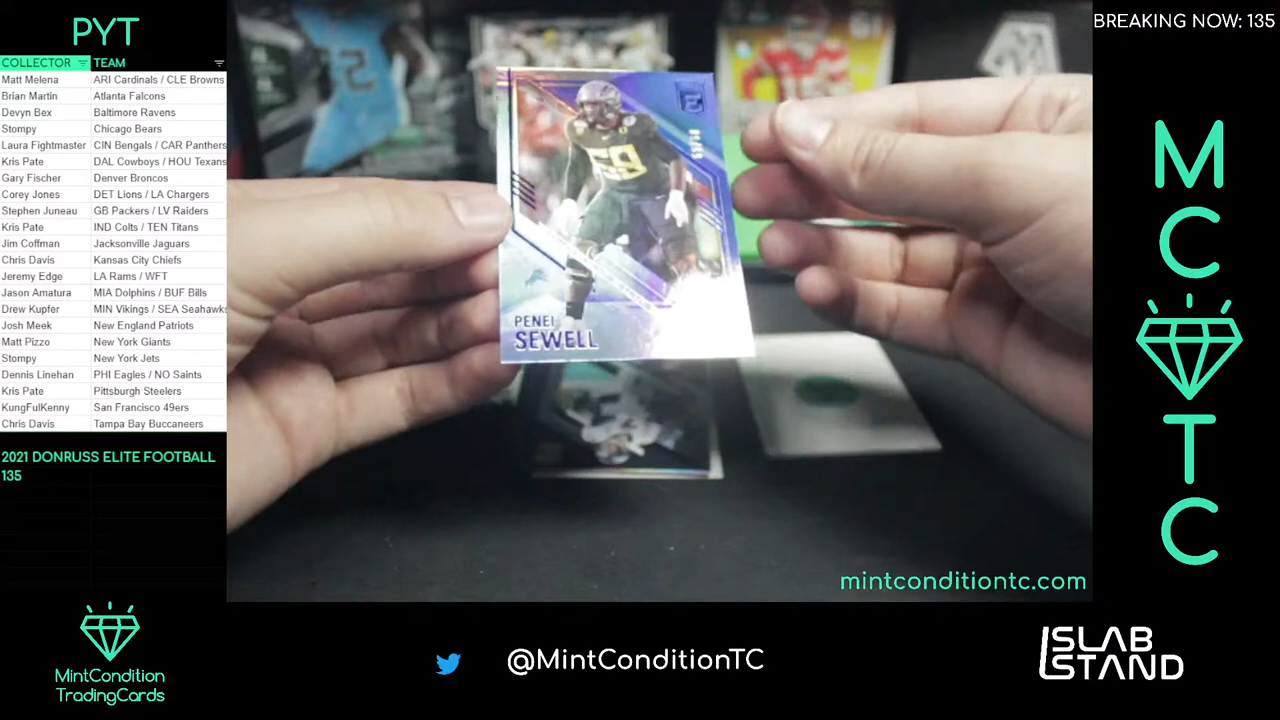 PYT
BREAKING NOW: 135
COLLECTOR TEAM
Matt Melena ARI Cardinals / CLE Browns
Brian Martin Atlanta Falcons
Devyn Bex Baltimore Ravens
Stompy Chicago Bears
Laura Fightmaster CIN Bengals / CAR Panthers
Kris Pate DAL Cowboys / HOU Texans
Gary Fischer Denver Broncos
Corey Jones DET Lions / LA Chargers
Stephen Juneau GB Packers / LV Raiders
Kris Pate IND Colts / TEN Titans
Jim Coffman Jacksonville Jaguars
Chris Davis Kansas City Chiefs
Jeremy Edge LA Rams / WFT
Jason Amatura MIA Dolphins / BUF Bills
Drew Kupfer MIN Vikings / SEA Seahawks
Josh Meek New England Patriots
Matt Pizzo New York Giants
Stompy New York Jets
Dennis Linehan PHI Eagles / NO Saints
Kris Pate Pittsburgh Steelers
KungFulKenny San Francisco 49ers
Chris Davis Tampa Bay Buccaneers
2021 DONRUSS ELITE FOOTBALL
135
E
59
PENEI
SEWELL
M
C
T
C
mintconditiontc.com
MintCondition
TradingCards
@MintConditionTC
SLAB
STAND